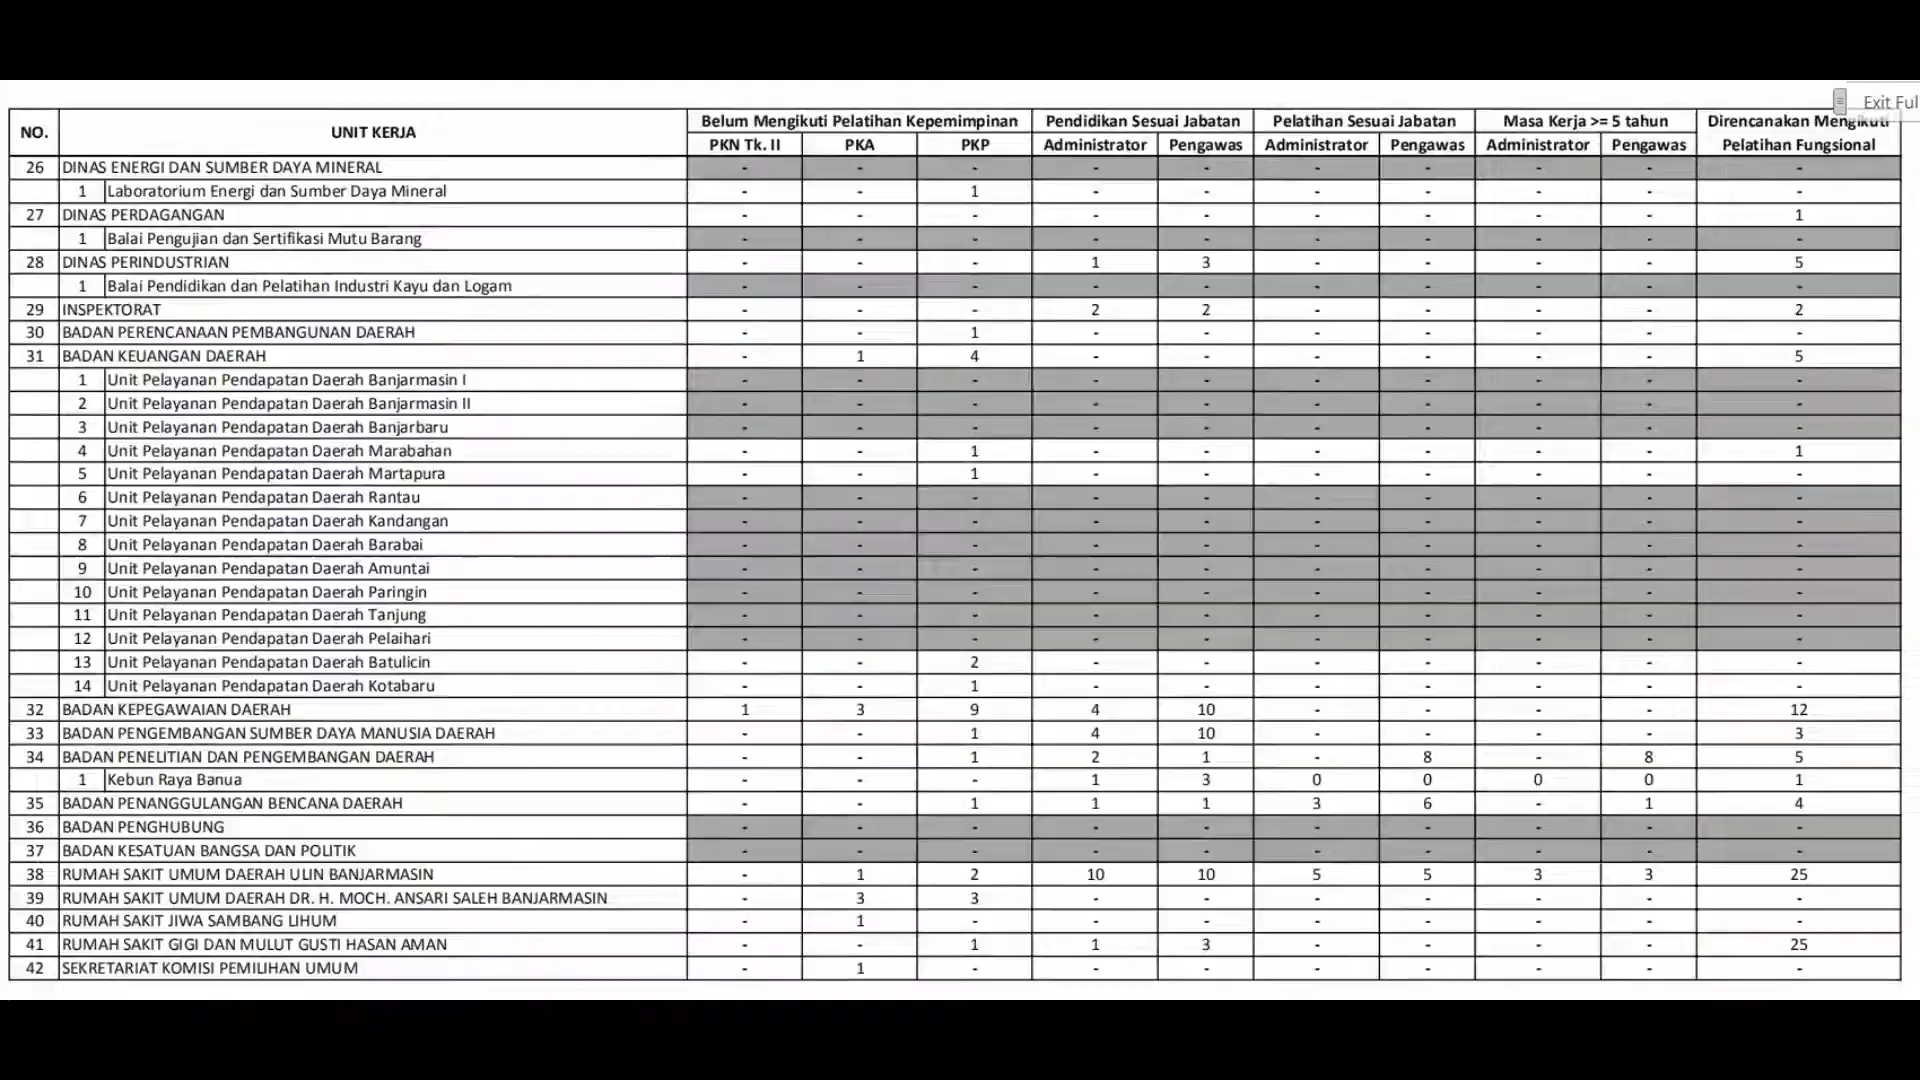 Exit Ful
NO. UNIT KERJA Belum Mengikuti Pelatihan Kepemimpinan Pendidikan Sesuai Jabatan Pelatihan Sesuai Jabatan Masa Kerja >= 5 tahun Direncanakan Mengikuti
PKN Tk. II PKA PKP Administrator Pengawas Administrator Pengawas Administrator Pengawas Pelatihan Fungsional
26 DINAS ENERGI DAN SUMBER DAYA MINERAL - - - - - - - - - -
1 Laboratorium Energi dan Sumber Daya Mineral - - 1 - - - - - - -
27 DINAS PERDAGANGAN - - - - - - - - - 1
1 Balai Pengujian dan Sertifikasi Mutu Barang - - - - - - - - - -
28 DINAS PERINDUSTRIAN - - - 1 3 - - - - 5
1 Balai Pendidikan dan Pelatihan Industri Kayu dan Logam - - - - - - - - - -
29 INSPEKTORAT - - - 2 2 - - - - 2
30 BADAN PERENCANAAN PEMBANGUNAN DAERAH - - 1 - - - - - - -
31 BADAN KEUANGAN DAERAH - 1 4 - - - - - - 5
1 Unit Pelayanan Pendapatan Daerah Banjarmasin I - - - - - - - - - -
2 Unit Pelayanan Pendapatan Daerah Banjarmasin II - - - - - - - - - -
3 Unit Pelayanan Pendapatan Daerah Banjarbaru - - - - - - - - - -
4 Unit Pelayanan Pendapatan Daerah Marabahan - - 1 - - - - - - 1
5 Unit Pelayanan Pendapatan Daerah Martapura - - 1 - - - - - - -
6 Unit Pelayanan Pendapatan Daerah Rantau - - - - - - - - - -
7 Unit Pelayanan Pendapatan Daerah Kandangan - - - - - - - - - -
8 Unit Pelayanan Pendapatan Daerah Barabai - - - - - - - - - -
9 Unit Pelayanan Pendapatan Daerah Amuntai - - - - - - - - - -
10 Unit Pelayanan Pendapatan Daerah Paringin - - - - - - - - - -
11 Unit Pelayanan Pendapatan Daerah Tanjung - - - - - - - - - -
12 Unit Pelayanan Pendapatan Daerah Pelaihari - - - - - - - - - -
13 Unit Pelayanan Pendapatan Daerah Batulicin - - 2 - - - - - - -
14 Unit Pelayanan Pendapatan Daerah Kotabaru - - 1 - - - - - - -
32 BADAN KEPEGAWAIAN DAERAH 1 3 9 4 10 - - - - 12
33 BADAN PENGEMBANGAN SUMBER DAYA MANUSIA DAERAH - - 1 4 10 - - - - 3
34 BADAN PENELITIAN DAN PENGEMBANGAN DAERAH - - 1 2 1 - 8 - 8 5
1 Kebun Raya Banua - - - 1 3 0 0 0 0 1
35 BADAN PENANGGULANGAN BENCANA DAERAH - - 1 1 1 3 6 - 1 4
36 BADAN PENGHUBUNG - - - - - - - - - -
37 BADAN KESATUAN BANGSA DAN POLITIK - - - - - - - - - -
38 RUMAH SAKIT UMUM DAERAH ULIN BANJARMASIN - 1 2 10 10 5 5 3 3 25
39 RUMAH SAKIT UMUM DAERAH DR. H. MOCH. ANSARI SALEH BANJARMASIN - 3 3 - - - - - - -
40 RUMAH SAKIT JIWA SAMBANG LIHUM - 1 - - - - - - - -
41 RUMAH SAKIT GIGI DAN MULUT GUSTI HASAN AMAN - - 1 1 3 - - - - 25
42 SEKRETARIAT KOMISI PEMILIHAN UMUM - 1 - - - - - - - -